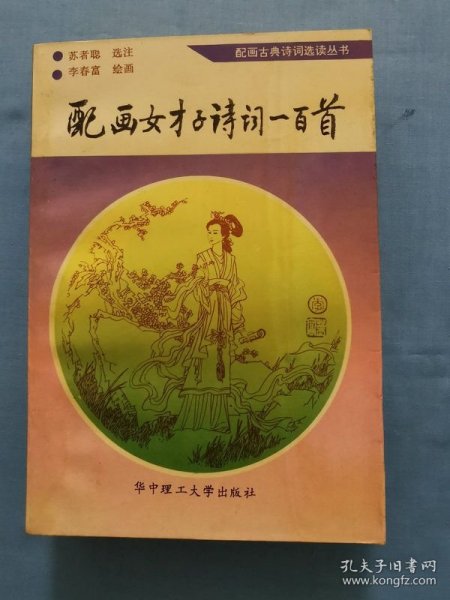 苏者聪 选注
李春富 绘画
配画古典诗词选读丛书
配画女才子诗词一百首
华中理工大学出版社
孔夫子旧书网
www.kongfz.com